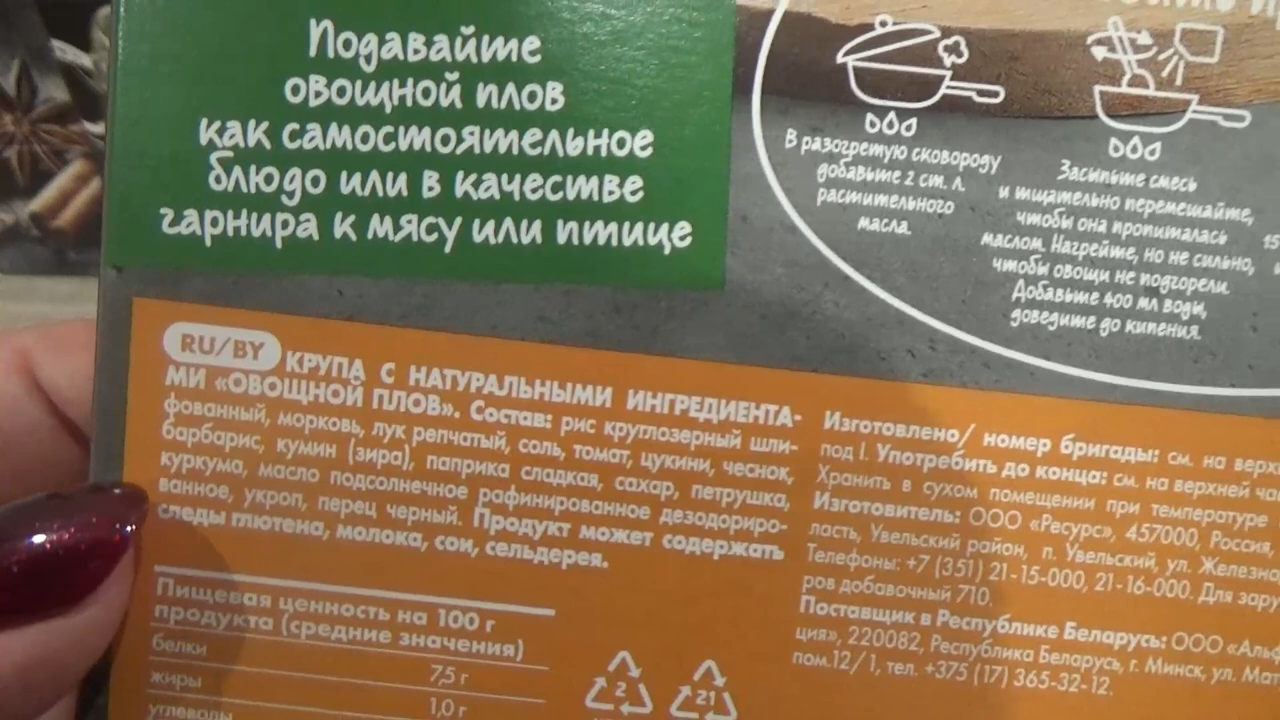 Подавайте
овощной плов
как самостоятельное
блюдо или в качестве
гарнира к мясу или птице
В разогретую сковороду
добавьте 2 ст. л.
растительного
масла.
Засыпьте смесь
и тщательно перемешайте,
чтобы она пропиталась
маслом. Нагрейте, но не сильно,
чтобы овощи не подгорели.
Добавьте 400 мл воды,
доведите до кипения.
15
RU/BY КРУПА С НАТУРАЛЬНЫМИ ИНГРЕДИЕНТА-
МИ «ОВОЩНОЙ ПЛОВ». Состав: рис круглозерный шли-
фованный, морковь, лук репчатый, соль, томат, цукини, чеснок,
барбарис, кумин (зира), паприка сладкая, сахар, петрушка,
куркума, масло подсолнечное рафинированное дезодориро-
ванное, укроп, перец черный. Продукт может содержать
следы глютена, молока, сои, сельдерея.
Пищевая ценность на 100 г
продукта (средние значения)
белки 7,5 г
жиры 1,0 г
углеводы
2 21
Изготовлено/ номер бригады: см. на верх
под I. Употребить до конца: см. на верхней ча
Хранить в сухом помещении при температуре
Изготовитель: ООО «Ресурс», 457000, Россия,
ласть, Увельский район, п. Увельский, ул. Железно
Телефоны: +7 (351) 21-15-000, 21-16-000. Для зару
ров добавочный 710.
Поставщик в Республике Беларусь: ООО «Альф
ция», 220082, Республика Беларусь, г. Минск, ул. Мат
пом.12/1, тел. +375 (17) 365-32-12.